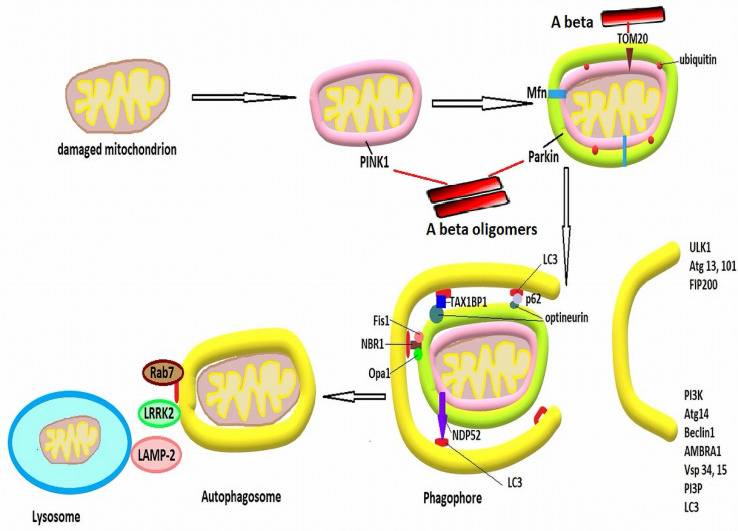 A beta
TOM20
ubiquitin
Mfn
damaged mitochondrion
PINK1
Parkin
A beta oligomers
ULK1
Atg 13, 101
FIP200
LC3
TAX1BP1
p62
Fis1
optineurin
NBR1
Opa1
Rab7
LRRK2
LAMP-2
NDP52
LC3
PI3K
Atg14
Beclin1
AMBRA1
Vsp 34, 15
PI3P
LC3
Lysosome
Autophagosome
Phagophore